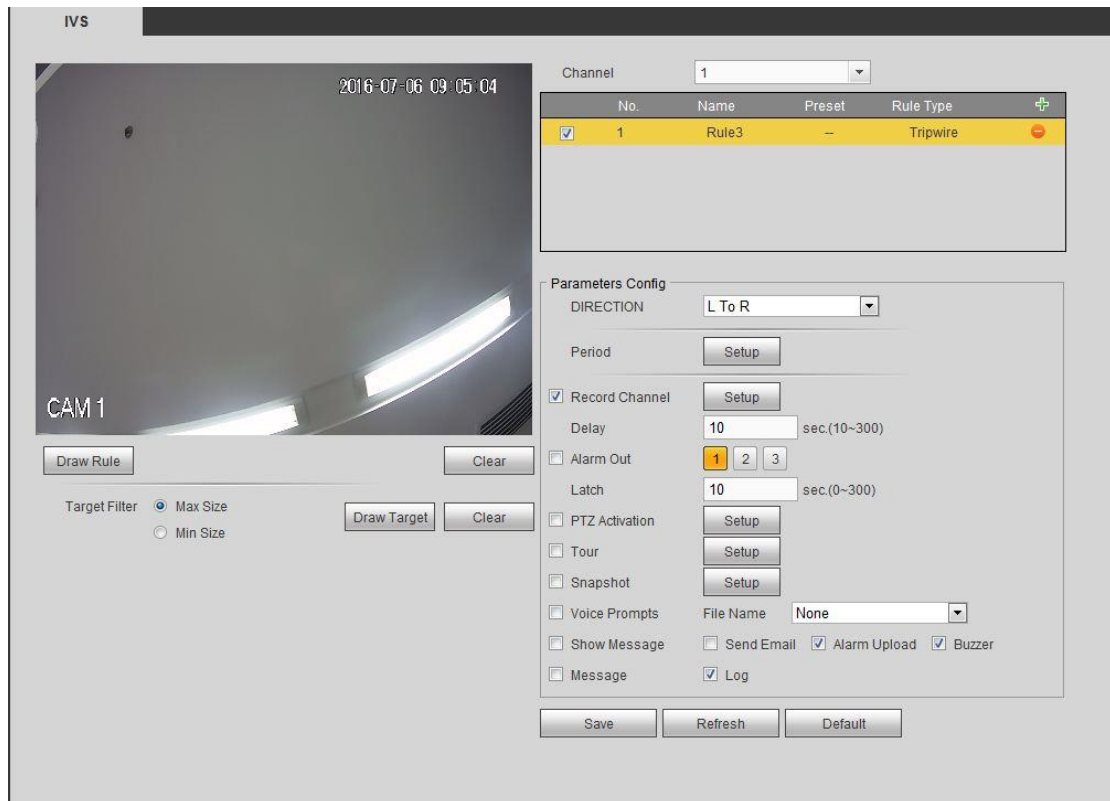 IVS
2016-07-06 09:05:04
CAM 1
Draw Rule Clear
Target Filter Max Size
Min Size
Draw Target Clear
Channel 1
No. Name Preset Rule Type
1 Rule3 -- Tripwire
Parameters Config
DIRECTION L To R
Period Setup
Record Channel Setup
Delay 10 sec.(10~300)
Alarm Out 1 2 3
Latch 10 sec.(0~300)
PTZ Activation Setup
Tour Setup
Snapshot Setup
Voice Prompts File Name None
Show Message Send Email Alarm Upload Buzzer
Message Log
Save Refresh Default